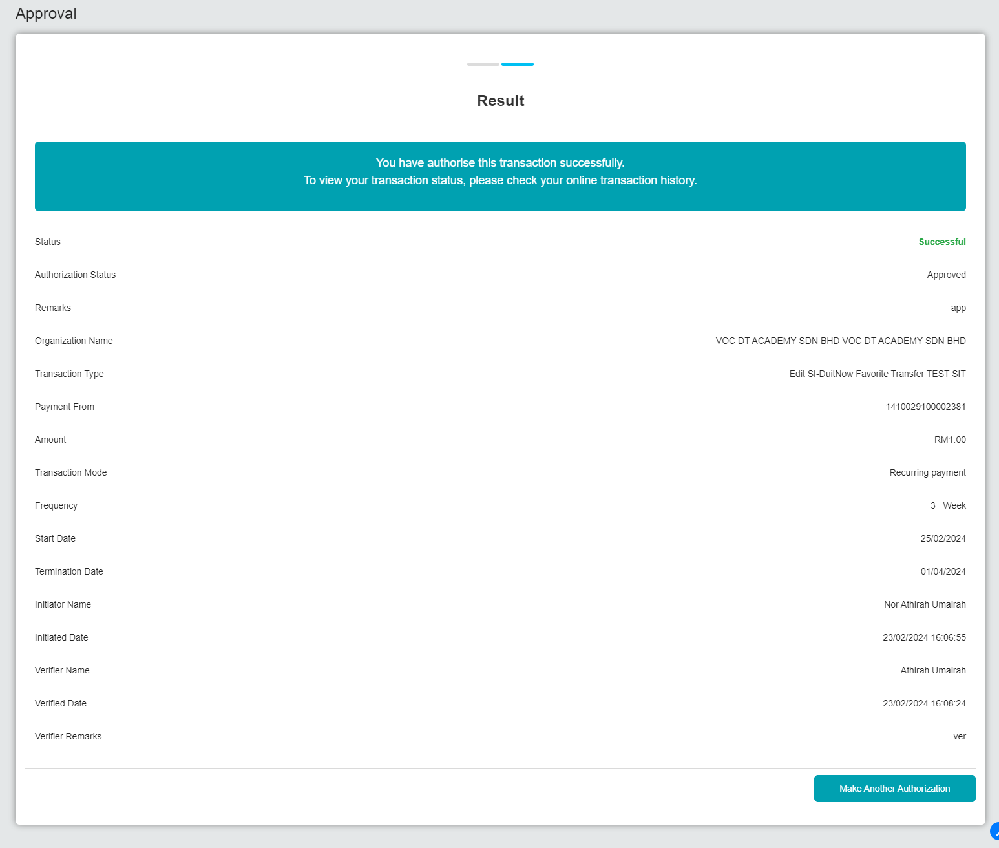 Approval
Result
You have authorise this transaction successfully.
To view your transaction status, please check your online transaction history.
Status Successful
Authorization Status Approved
Remarks app
Organization Name VOC DT ACADEMY SDN BHD VOC DT ACADEMY SDN BHD
Transaction Type Edit SI-DuitNow Favorite Transfer TEST SIT
Payment From 1410029100002381
Amount RM1.00
Transaction Mode Recurring payment
Frequency 3 Week
Start Date 25/02/2024
Termination Date 01/04/2024
Initiator Name Nor Athirah Umairah
Initiated Date 23/02/2024 16:06:55
Verifier Name Athirah Umairah
Verified Date 23/02/2024 16:08:24
Verifier Remarks ver
Make Another Authorization